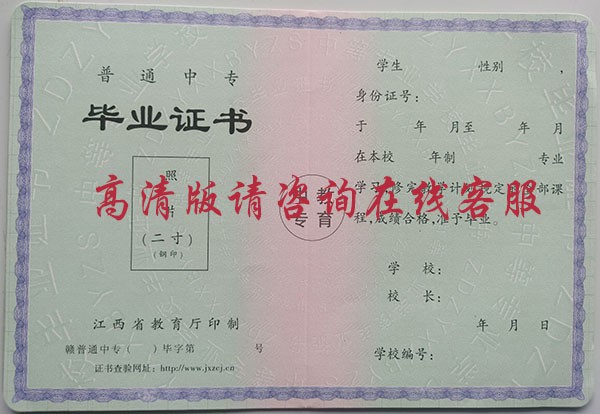 普通中专
毕业证书
照
片
(二寸)
(钢印)
江西省教育厅印制
赣普通中专( )毕字第 号
证书查验网址:http://www.jxzcj.cn
学生 性别 ,
身份证号:
于 年 月至 年 月
在本校 年制 专业
程,成绩合格,准予毕业。
学 校:
校 长:
年 月 日
学校编号:
高清版请咨询在线客服